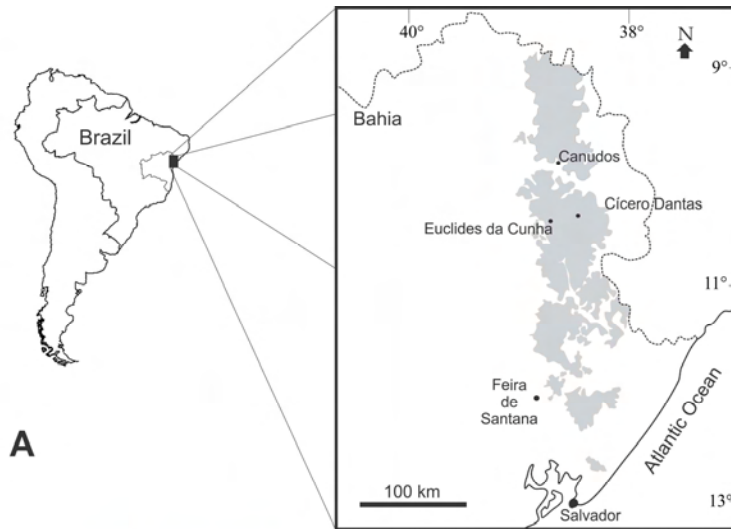 40°
38°
N
9°
Brazil
Bahia
Canudos
Cícero Dantas
Euclides da Cunha
11°
Feira
de
Santana
Atlantic Ocean
A
100 km
13°
Salvador